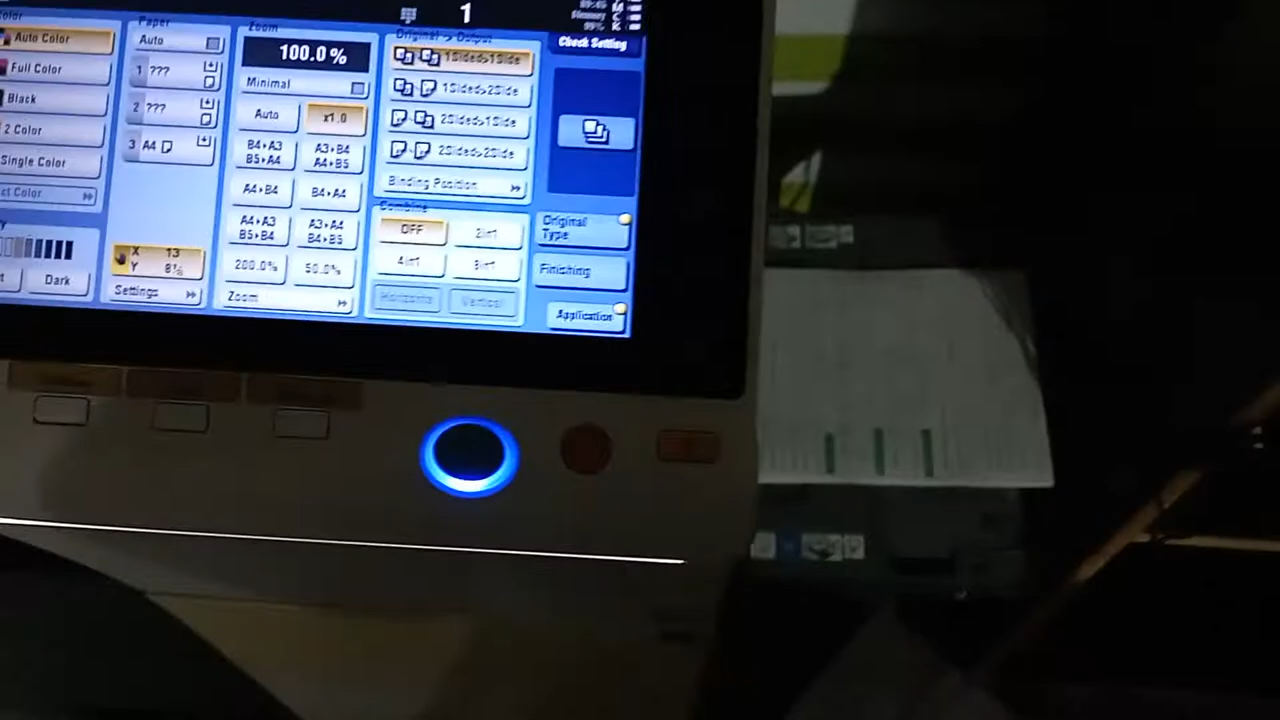 1
Memory
99%
Color
Auto Color
Full Color
Black
2 Color
Single Color
ct Color
Dark
Paper
Auto
1 ???
2 ???
3 A4
X 13
Y 8½
Settings
Zoom
100.0%
Minimal
Auto
x1.0
B4▸A3
B5▸A4
A3▸B4
A4▸B5
A4▸B4
B4▸A4
A4▸A3
B5▸B4
A3▸A4
B4▸B5
200.0%
50.0%
Zoom
Original > Output
1Sided>1Side
1Sided>2Side
2Sided>1Side
2Sided>2Side
Binding Position
Combine
OFF
2in1
4in1
8in1
Horizontal
Vertical
Check Setting
Original
Type
Finishing
Application